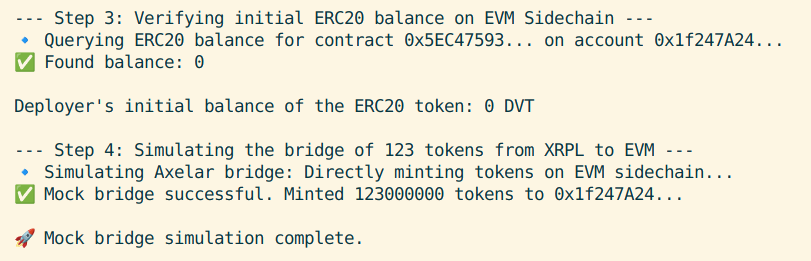 --- Step 3: Verifying initial ERC20 balance on EVM Sidechain ---
🔹 Querying ERC20 balance for contract 0x5EC47593... on account 0x1f247A24...
✅ Found balance: 0
Deployer's initial balance of the ERC20 token: 0 DVT
--- Step 4: Simulating the bridge of 123 tokens from XRPL to EVM ---
🔹 Simulating Axelar bridge: Directly minting tokens on EVM sidechain...
✅ Mock bridge successful. Minted 123000000 tokens to 0x1f247A24...
🚀 Mock bridge simulation complete.